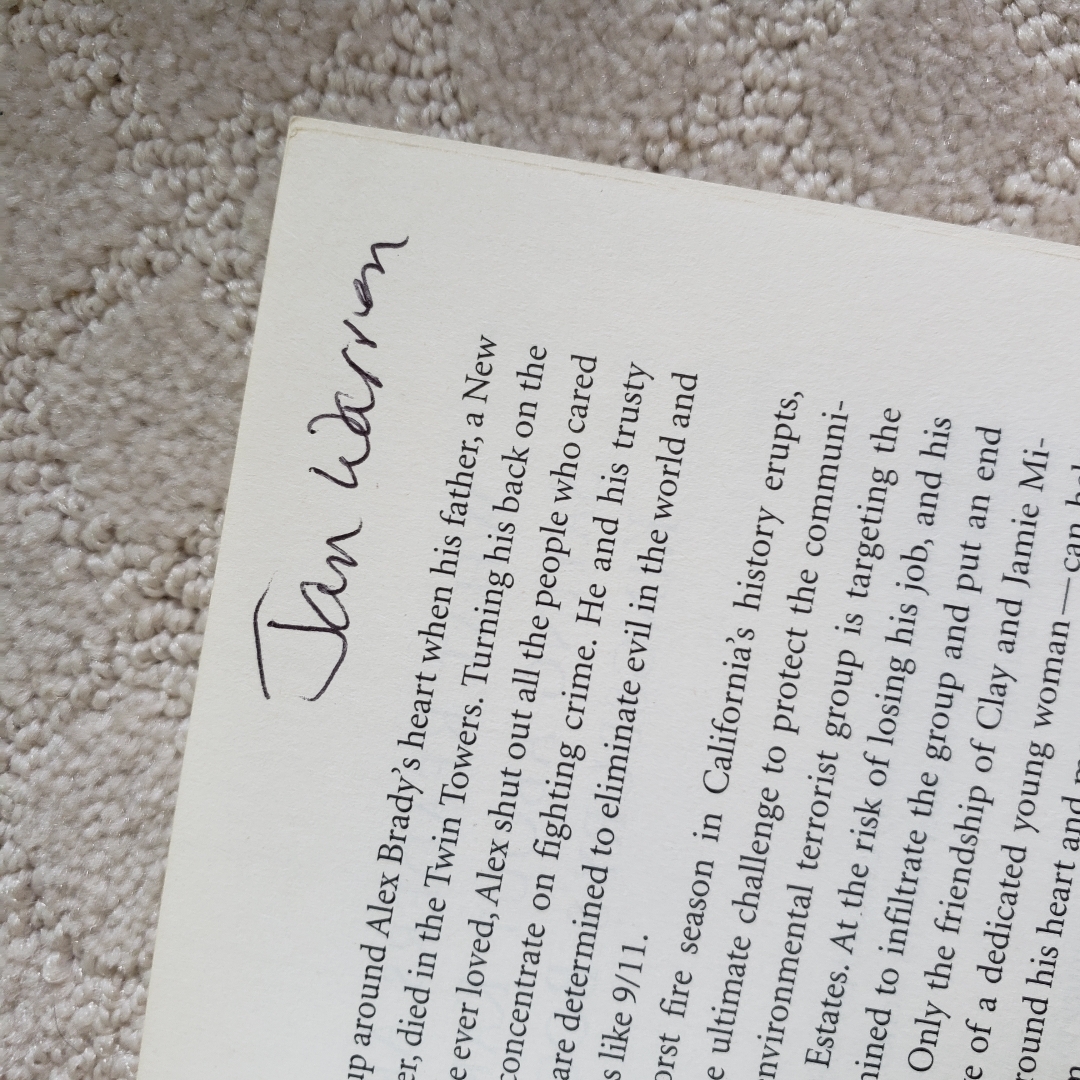 Jan Warren
up around Alex Brady's heart when his father, a New
er, died in the Twin Towers. Turning his back on the
e ever loved, Alex shut out all the people who cared
concentrate on fighting crime. He and his trusty
are determined to eliminate evil in the world and
s like 9/11.
orst fire season in California's history erupts,
e ultimate challenge to protect the communi-
nvironmental terrorist group is targeting the
Estates. At the risk of losing his job, and his
mined to infiltrate the group and put an end
Only the friendship of Clay and Jamie Mi-
e of a dedicated young woman—can
round his heart and